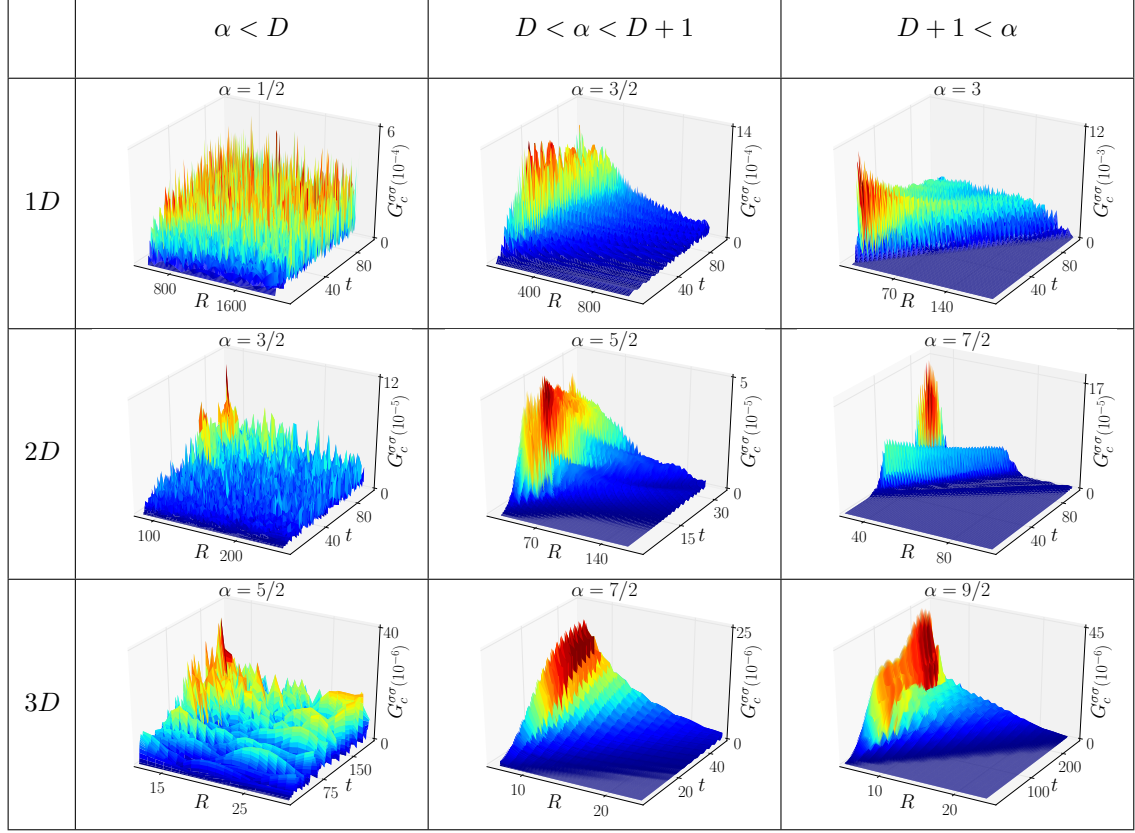 α < D
D < α < D + 1
D + 1 < α
1D
α = 1/2
6
G_c^{σσ}(10^{-4})
0
80
40
t
800
R
1600
α = 3/2
14
G_c^{σσ}(10^{-4})
0
80
40
t
400
R
800
α = 3
12
G_c^{σσ}(10^{-3})
0
80
40
t
70
R
140
2D
α = 3/2
12
G_c^{σσ}(10^{-5})
0
80
40
t
100
R
200
α = 5/2
5
G_c^{σσ}(10^{-5})
0
30
15
t
70
R
140
α = 7/2
17
G_c^{σσ}(10^{-5})
0
80
40
t
40
R
80
3D
α = 5/2
40
G_c^{σσ}(10^{-6})
0
150
75
t
15
R
25
α = 7/2
25
G_c^{σσ}(10^{-6})
0
40
20
t
10
R
20
α = 9/2
45
G_c^{σσ}(10^{-6})
0
200
100
t
10
R
20